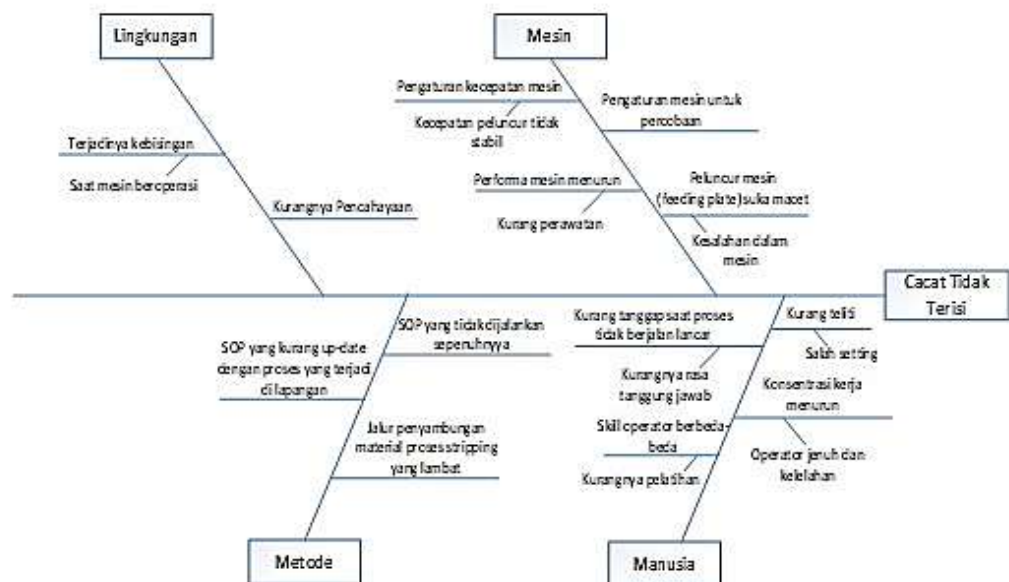 Lingkungan
Mesin
Pengaturan kecepatan mesin
Kecepatan peluncur tidak
stabill
Pengaturan mesin untuk
percobaan
Terjadinya kebisingan
Saat mesin beroperasi
Performa mesin menurun
Kurang perawatan
Peluncur mesin
(feeding plate) suka macet
Kesalahan dalam
mesin
Kurangnya Pencahayaan
Cacat Tidak
Terisi
SOP yang tidak dijalankan
sepenuhnyya
SOP yang kurang up-date
dengan proses yang terjadi
di lapangan
Jalur penyambungan
material proses stripping
yang lambat
Kurang tanggap saat proses
tidak berjalan lancar
Kurangnya rasa
tanggung jawab
Kurang teliti
Salah setting
Konsentrasi kerja
menurun
Operator jenuh dan
kelelahan
Skill operator berbeda-
beda
Kurangnya pelatihan
Metode
Manusia